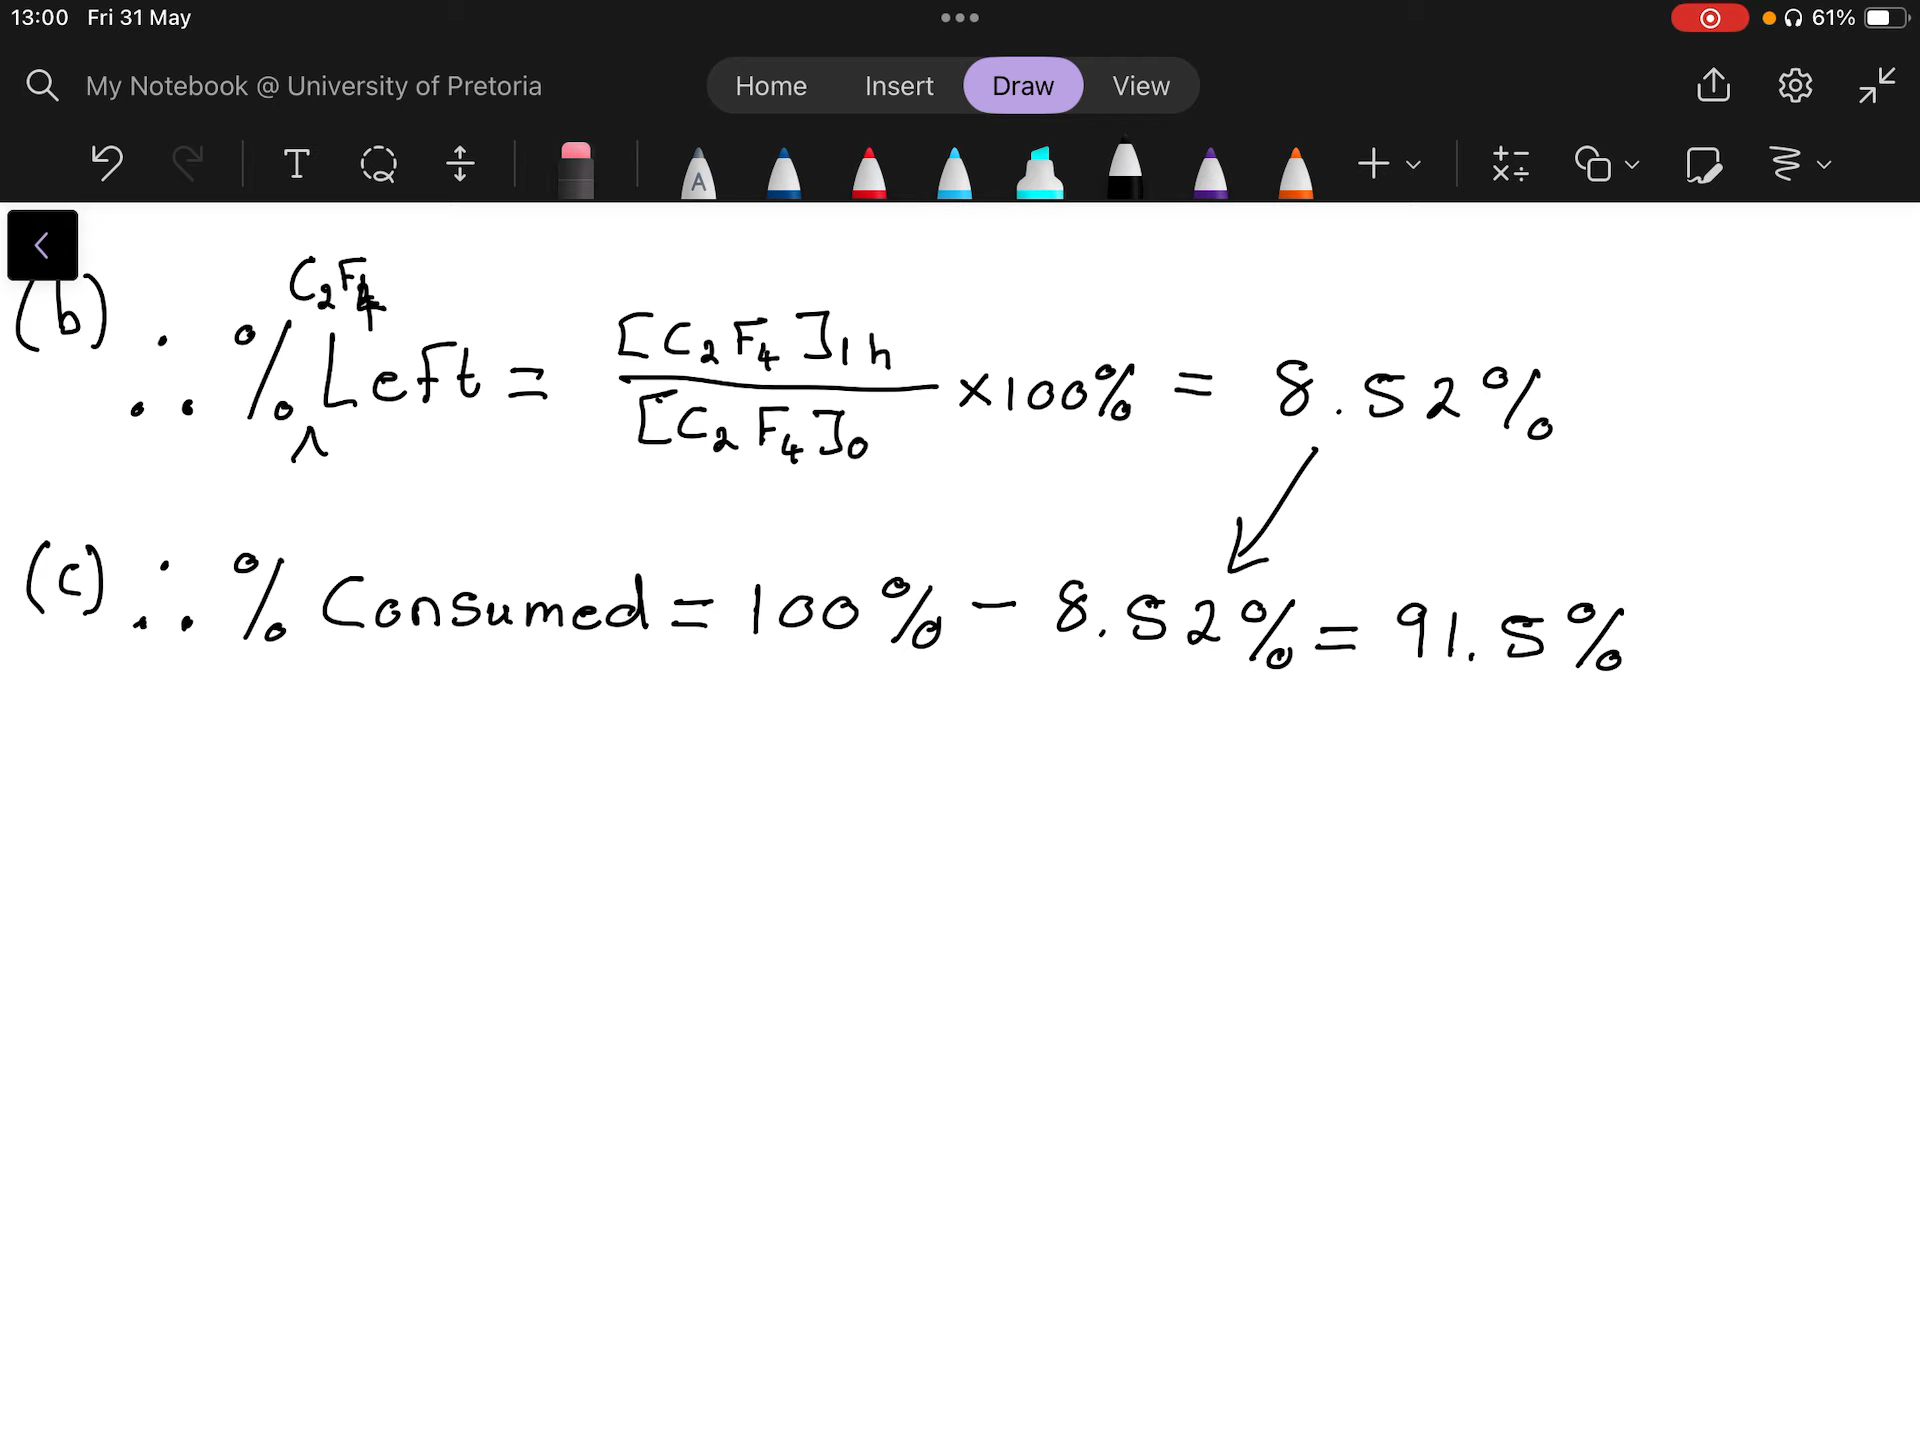 13:00 Fri 31 May 61%
My Notebook @ University of Pretoria Home Insert Draw View
T A
(b) ∴ % C₂F₄ Left = [C₂F₄]1h / [C₂F₄]₀ ×100% = 8.52%
(c) ∴ % Consumed = 100% − 8.52% = 91.5%